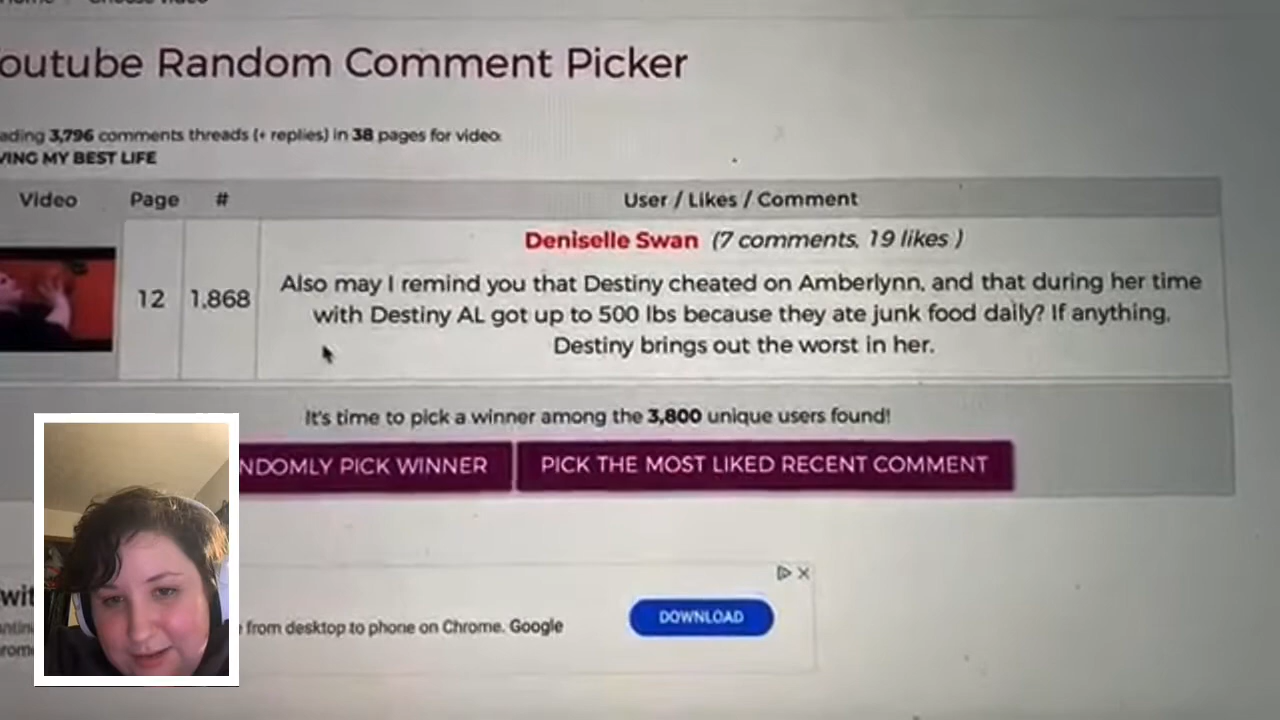 outube Random Comment Picker
ading 3,796 comments threads (+ replies) in 38 pages for video
VING MY BEST LIFE
Video Page # User / Likes / Comment
Deniselle Swan (7 comments, 19 likes )
12 1,868 Also may I remind you that Destiny cheated on Amberlynn, and that during her time
with Destiny AL got up to 500 lbs because they ate junk food daily? If anything,
Destiny brings out the worst in her.
It's time to pick a winner among the 3,800 unique users found!
NDOMLY PICK WINNER PICK THE MOST LIKED RECENT COMMENT
DOWNLOAD
from desktop to phone on Chrome. Google